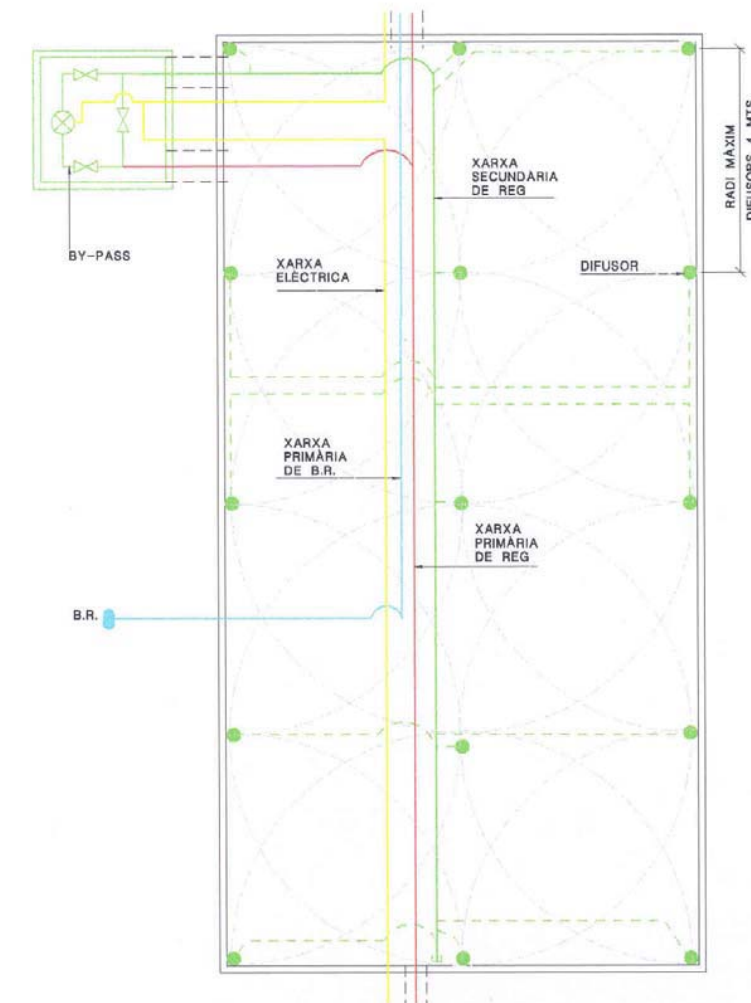 XARXA
SECUNDÀRIA
DE REG
RADI MÀXIM
DIFUSORS 4 MTS
BY-PASS
XARXA
ELÈCTRICA
DIFUSOR
XARXA
PRIMÀRIA
DE B.R.
XARXA
PRIMÀRIA
DE REG
B.R.